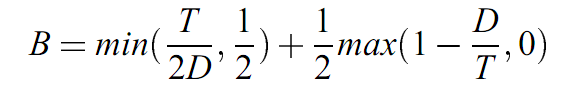 B = min(T/2D, 1/2) + 1/2 max(1 − D/T, 0)